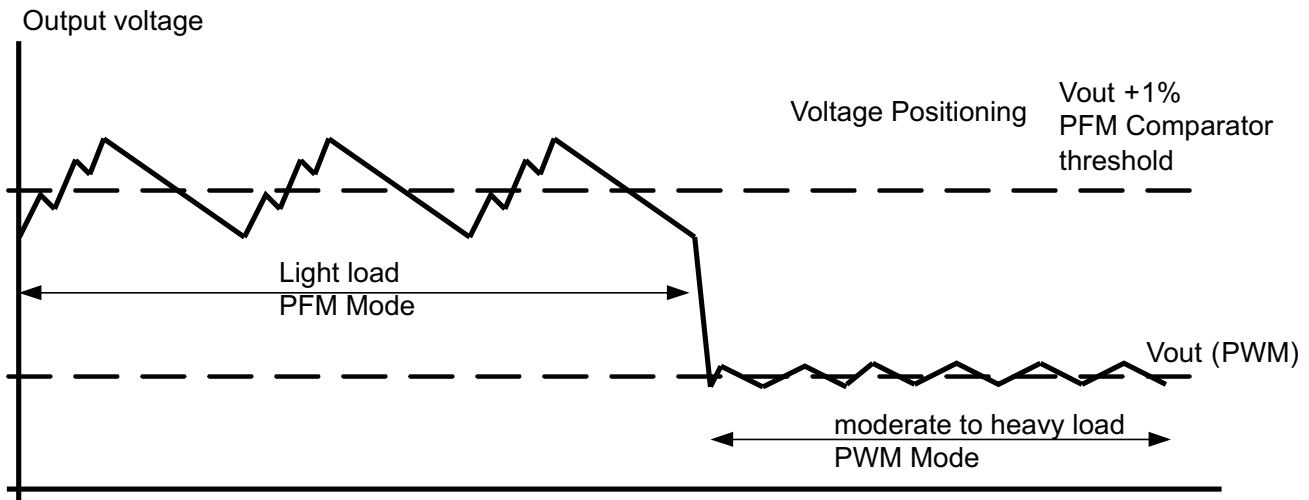 Output voltage
Voltage Positioning
Vout +1%
PFM Comparator
threshold
Light load
PFM Mode
Vout (PWM)
moderate to heavy load
PWM Mode